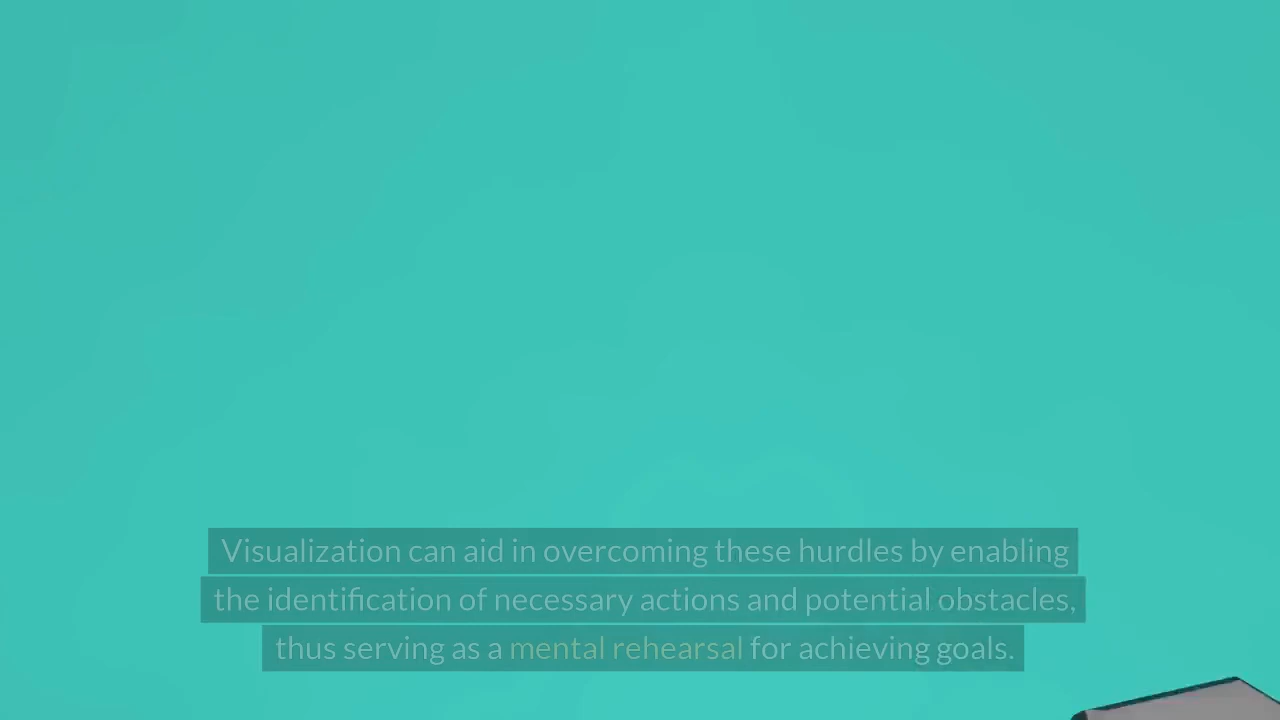 Visualization can aid in overcoming these hurdles by enabling
the identification of necessary actions and potential obstacles,
thus serving as a mental rehearsal for achieving goals.